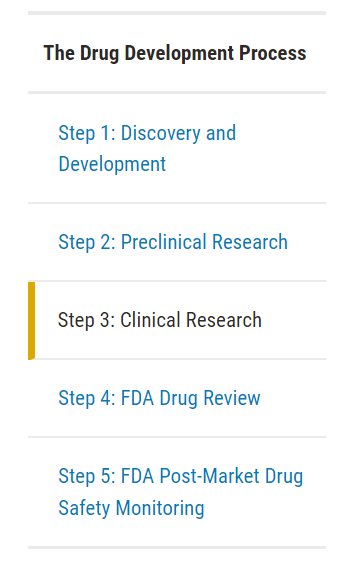 The Drug Development Process
Step 1: Discovery and
Development
Step 2: Preclinical Research
Step 3: Clinical Research
Step 4: FDA Drug Review
Step 5: FDA Post-Market Drug
Safety Monitoring